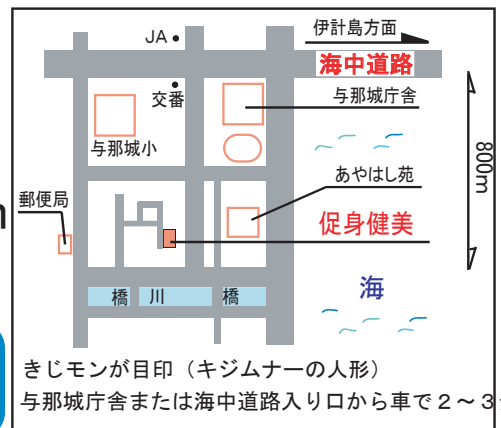 伊計島方面
JA
海中道路
交番
与那城庁舎
与那城小
800m
あやはし苑
郵便局
促身健美
海
橋 川 橋
きじモンが目印（キジムナーの人形）
与那城庁舎または海中道路入り口から車で２～３